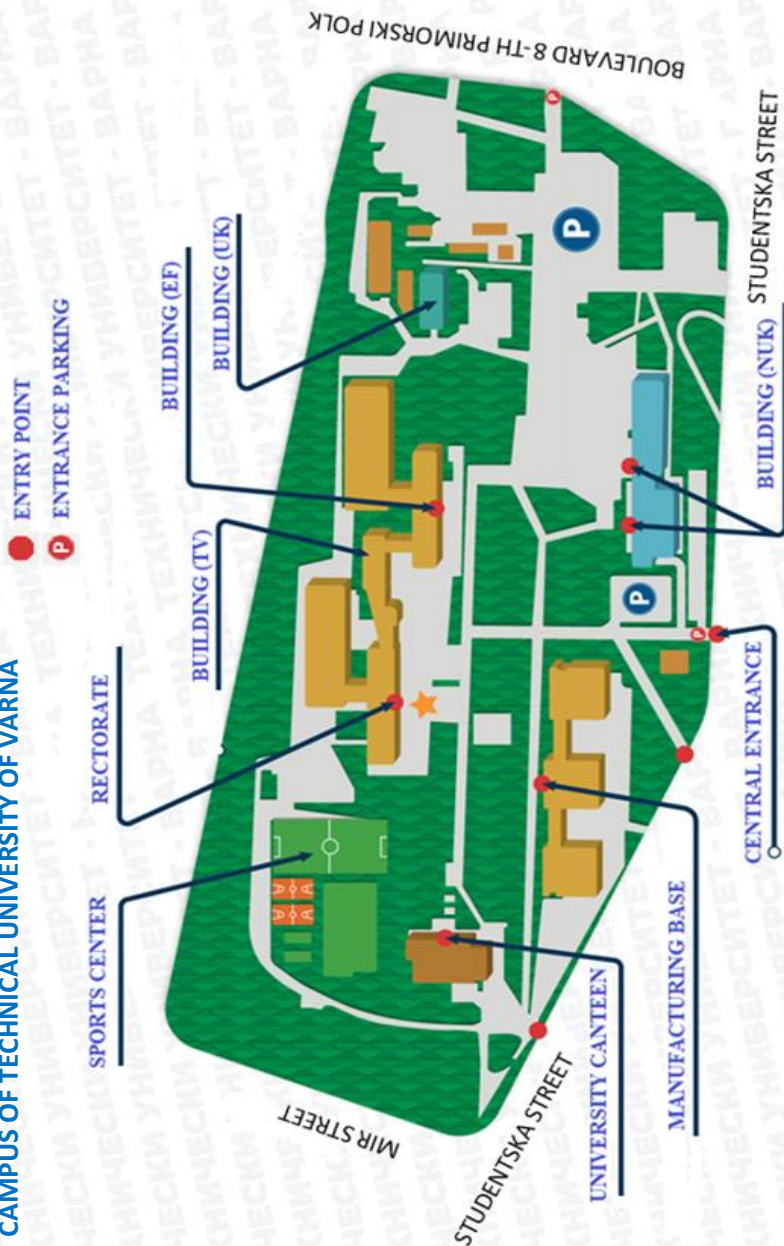 CAMPUS OF TECHNICAL UNIVERSITY OF VARNA
ENTRY POINT
P ENTRANCE PARKING
SPORTS CENTER
RECTORATE
BUILDING (TV)
BUILDING (EF)
BUILDING (UK)
BOULEVARD 8-TH PRIMORSKI POLK
MIR STREET
P
P
P
P
STUDENTSKA STREET
UNIVERSITY CANTEEN
MANUFACTURING BASE
CENTRAL ENTRANCE
BUILDING (NUK)
STUDENTSKA STREET